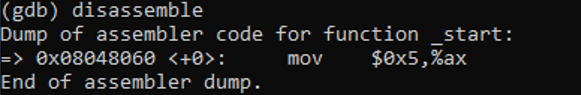 (gdb) disassemble
Dump of assembler code for function _start:
=> 0x08048060 <+0>:     mov    $0x5,%ax
End of assembler dump.